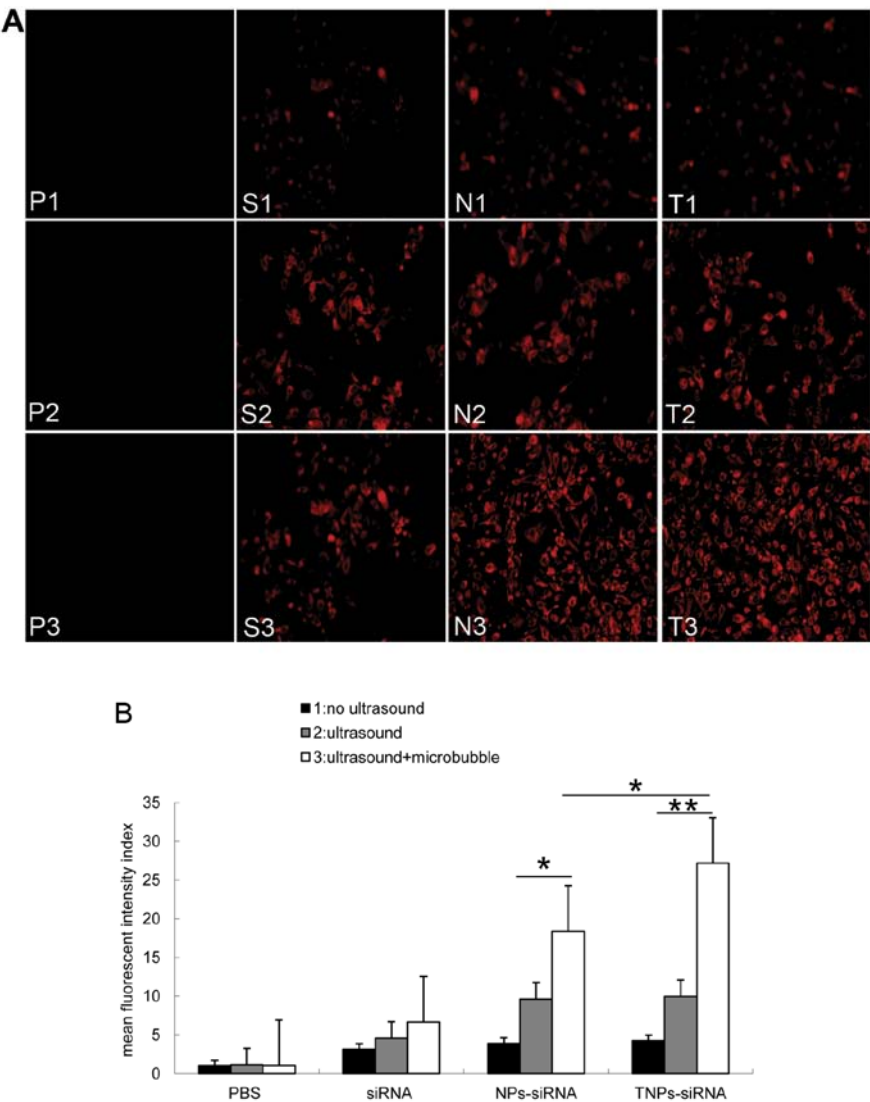 A
P1 S1 N1 T1
P2 S2 N2 T2
P3 S3 N3 T3
B
1:no ultrasound
2:ultrasound
3:ultrasound+microbubble
mean fluorescent intensity index
35
30
25
20
15
10
5
0
*
*
**
PBS siRNA NPs-siRNA TNPs-siRNA